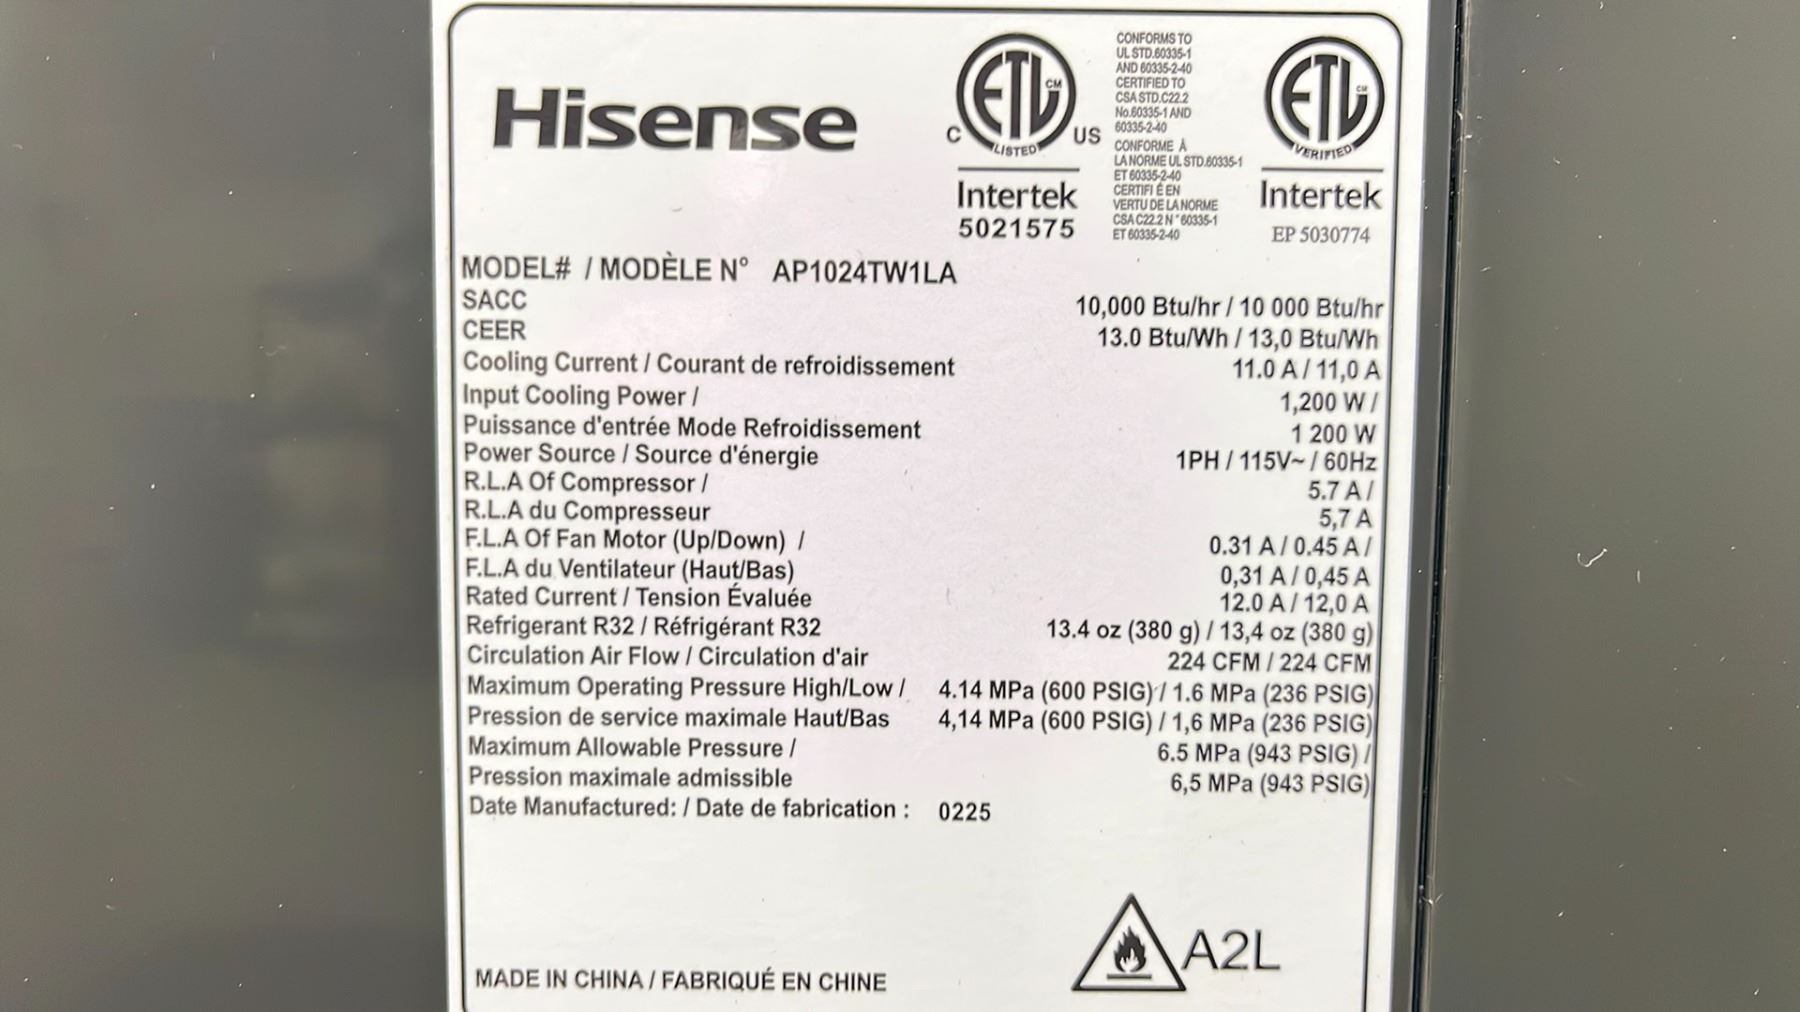 Hisense
ETL CM
C LISTED US
Intertek
5021575
CONFORMS TO
UL STD.60335-1
AND 60335-2-40
CERTIFIED TO
CSA STD.C22.2
No.60335-1 AND
60335-2-40
CONFORME À
LA NORME UL STD.60335-1
ET 60335-2-40
CERTIFI É EN
VERTU DE LA NORME
CSA C22.2 N ° 60335-1
ET 60335-2-40
ETL CM
VERIFIED
Intertek
EP 5030774
MODEL# / MODÈLE N° AP1024TW1LA
SACC 10,000 Btu/hr / 10 000 Btu/hr
CEER 13.0 Btu/Wh / 13,0 Btu/Wh
Cooling Current / Courant de refroidissement 11.0 A / 11,0 A
Input Cooling Power / 1,200 W /
Puissance d'entrée Mode Refroidissement 1 200 W
Power Source / Source d'énergie 1PH / 115V~ / 60Hz
R.L.A Of Compressor / 5.7 A /
R.L.A du Compresseur 5,7 A
F.L.A Of Fan Motor (Up/Down) / 0.31 A / 0.45 A /
F.L.A du Ventilateur (Haut/Bas) 0,31 A / 0,45 A
Rated Current / Tension Évaluée 12.0 A / 12,0 A
Refrigerant R32 / Réfrigérant R32 13.4 oz (380 g) / 13,4 oz (380 g)
Circulation Air Flow / Circulation d'air 224 CFM / 224 CFM
Maximum Operating Pressure High/Low / 4.14 MPa (600 PSIG) / 1.6 MPa (236 PSIG)
Pression de service maximale Haut/Bas 4,14 MPa (600 PSIG) / 1,6 MPa (236 PSIG)
Maximum Allowable Pressure / 6.5 MPa (943 PSIG) /
Pression maximale admissible 6,5 MPa (943 PSIG)
Date Manufactured: / Date de fabrication : 0225
A2L
MADE IN CHINA / FABRIQUÉ EN CHINE